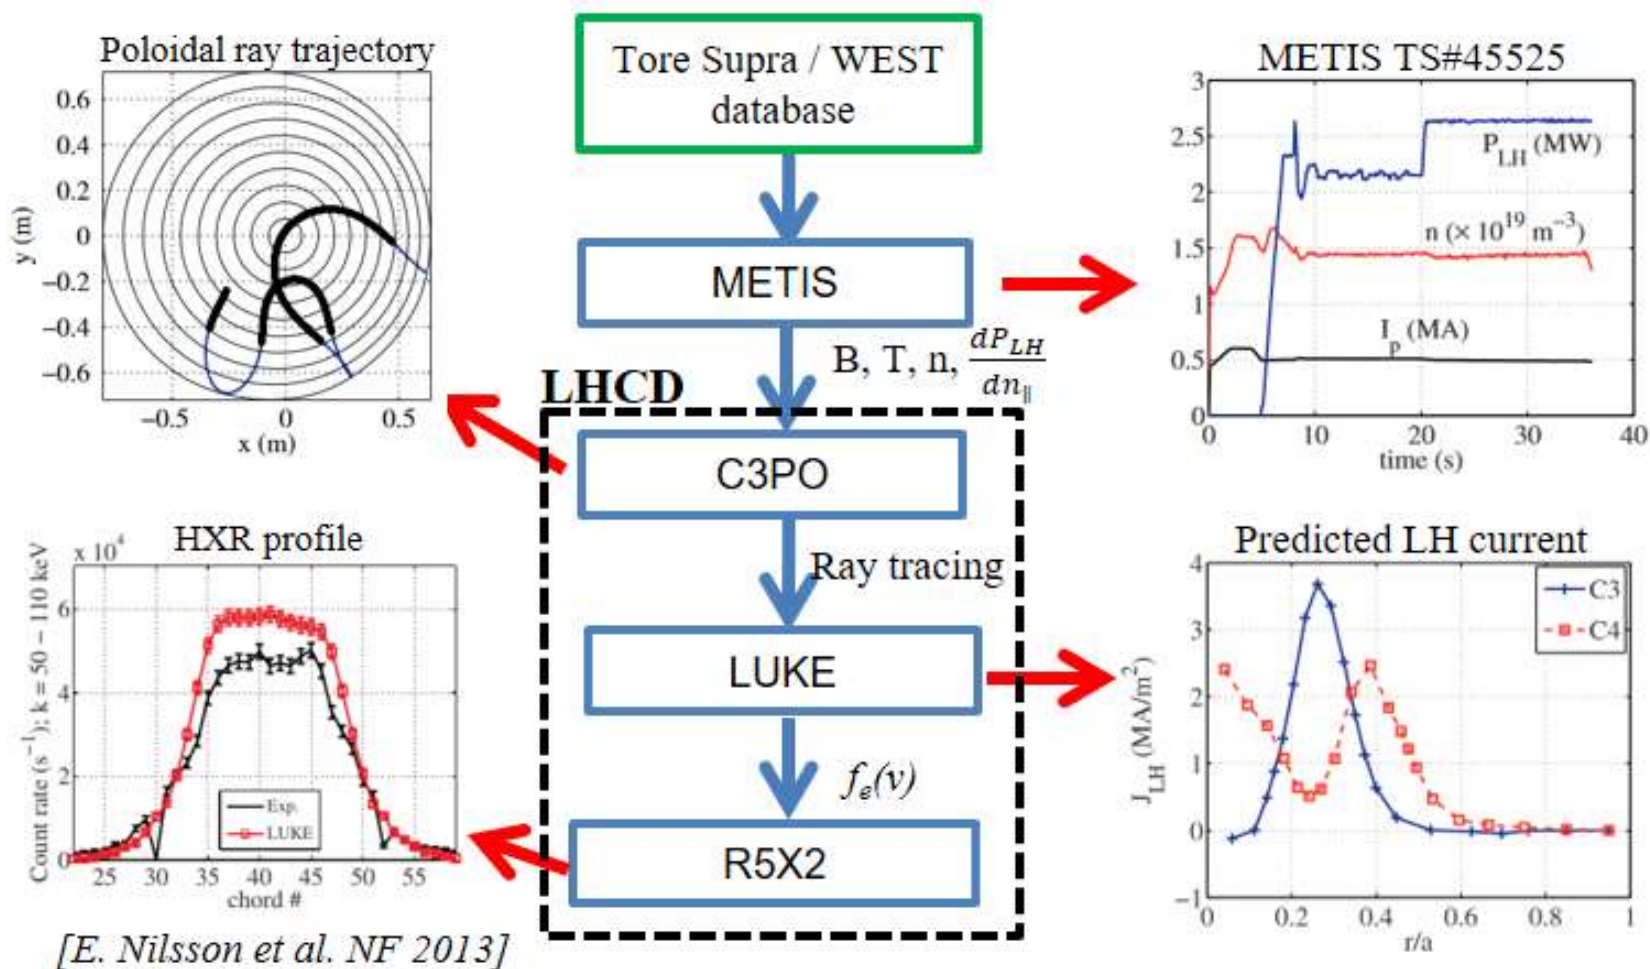 Poloidal ray trajectory
0.6
0.4
0.2
0
−0.2
−0.4
−0.6
y (m)
−0.5
0
0.5
x (m)
Tore Supra / WEST
database
METIS
B, T, n, dP_LH / dn_∥
LHCD
C3PO
Ray tracing
LUKE
f_e(v)
R5X2
METIS TS#45525
3
2.5
2
1.5
1
0.5
0
P_LH (MW)
n (× 10^19 m^−3)
I_p (MA)
0
10
20
30
40
time (s)
HXR profile
x 10^4
6
4
2
0
Count rate (s^−1); k = 50 − 110 keV
Exp.
LUKE
25
30
35
40
45
50
55
chord #
Predicted LH current
4
3
2
1
0
−1
J_LH (MA/m^2)
C3
C4
0
0.2
0.4
0.6
0.8
1
r/a
[E. Nilsson et al. NF 2013]